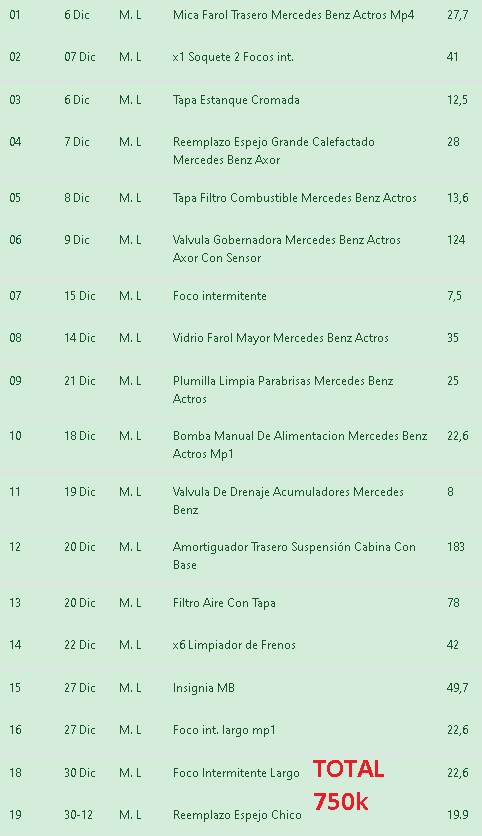 01 6 Dic M. L Mica Farol Trasero Mercedes Benz Actros Mp4 27,7
02 07 Dic M. L x1 Soquete 2 Focos int. 41
03 6 Dic M. L Tapa Estanque Cromada 12,5
04 7 Dic M. L Reemplazo Espejo Grande Calefactado 28
Mercedes Benz Axor
05 8 Dic M. L Tapa Filtro Combustible Mercedes Benz Actros 13,6
06 9 Dic M. L Valvula Gobernadora Mercedes Benz Actros 124
Axor Con Sensor
07 15 Dic M. L Foco intermitente 7,5
08 14 Dic M. L Vidrio Farol Mayor Mercedes Benz Actros 35
09 21 Dic M. L Plumilla Limpia Parabrisas Mercedes Benz 25
Actros
10 18 Dic M. L Bomba Manual De Alimentacion Mercedes Benz 22,6
Actros Mp1
11 19 Dic M. L Valvula De Drenaje Acumuladores Mercedes 8
Benz
12 20 Dic M. L Amortiguador Trasero Suspensión Cabina Con 183
Base
13 20 Dic M. L Filtro Aire Con Tapa 78
14 22 Dic M. L x6 Limpiador de Frenos 42
15 27 Dic M. L Insignia MB 49,7
16 27 Dic M. L Foco int. largo mp1 22,6
18 30 Dic M. L Foco Intermitente Largo 22,6
TOTAL
750k
19 30-12 M. L Reemplazo Espejo Chico 19.9